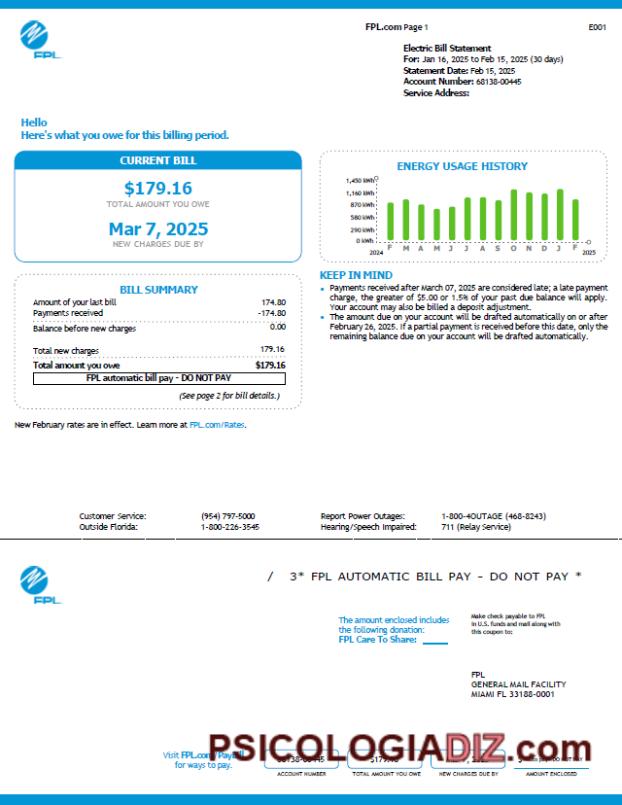 FPL.com Page 1
E001
FPL
Electric Bill Statement
For: Jan 16, 2025 to Feb 15, 2025 (30 days)
Statement Date: Feb 15, 2025
Account Number: 68138-00445
Service Address:
Hello
Here's what you owe for this billing period.
CURRENT BILL
$179.16
TOTAL AMOUNT YOU OWE
Mar 7, 2025
NEW CHARGES DUE BY
ENERGY USAGE HISTORY
1,450 kWh
1,160 kWh
870 kWh
580 kWh
290 kWh
0 kWh
F M A M J J A S O N D J F
2024 2025
BILL SUMMARY
Amount of your last bill 174.80
Payments received -174.80
Balance before new charges 0.00
Total new charges 179.16
Total amount you owe $179.16
FPL automatic bill pay - DO NOT PAY
(See page 2 for bill details.)
KEEP IN MIND
Payments received after March 07, 2025 are considered late; a late payment
charge, the greater of $5.00 or 1.5% of your past due balance will apply.
Your account may also be billed a deposit adjustment.
The amount due on your account will be drafted automatically on or after
February 26, 2025. If a partial payment is received before this date, only the
remaining balance due on your account will be drafted automatically.
New February rates are in effect. Learn more at FPL.com/Rates.
Customer Service: (954) 797-5000
Outside Florida: 1-800-226-3545
Report Power Outages: 1-800-4OUTAGE (468-8243)
Hearing/Speech Impaired: 711 (Relay Service)
FPL
/ 3* FPL AUTOMATIC BILL PAY - DO NOT PAY *
The amount enclosed includes
the following donation:
FPL Care To Share:
Make check payable to FPL
in U.S. funds and mail along with
this coupon to:
FPL
GENERAL MAIL FACILITY
MIAMI FL 33188-0001
Visit FPL.com/PayBill
for ways to pay.
PSICOLOGIADIZ.com
ACCOUNT NUMBER
TOTAL AMOUNT YOU OWE
NEW CHARGES DUE BY
AMOUNT ENCLOSED